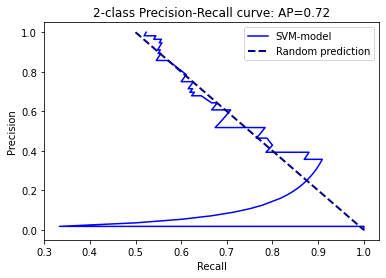 2-class Precision-Recall curve: AP=0.72
SVM-model
Random prediction
Precision
1.0
0.8
0.6
0.4
0.2
0.0
0.3
0.4
0.5
0.6
0.7
0.8
0.9
1.0
Recall